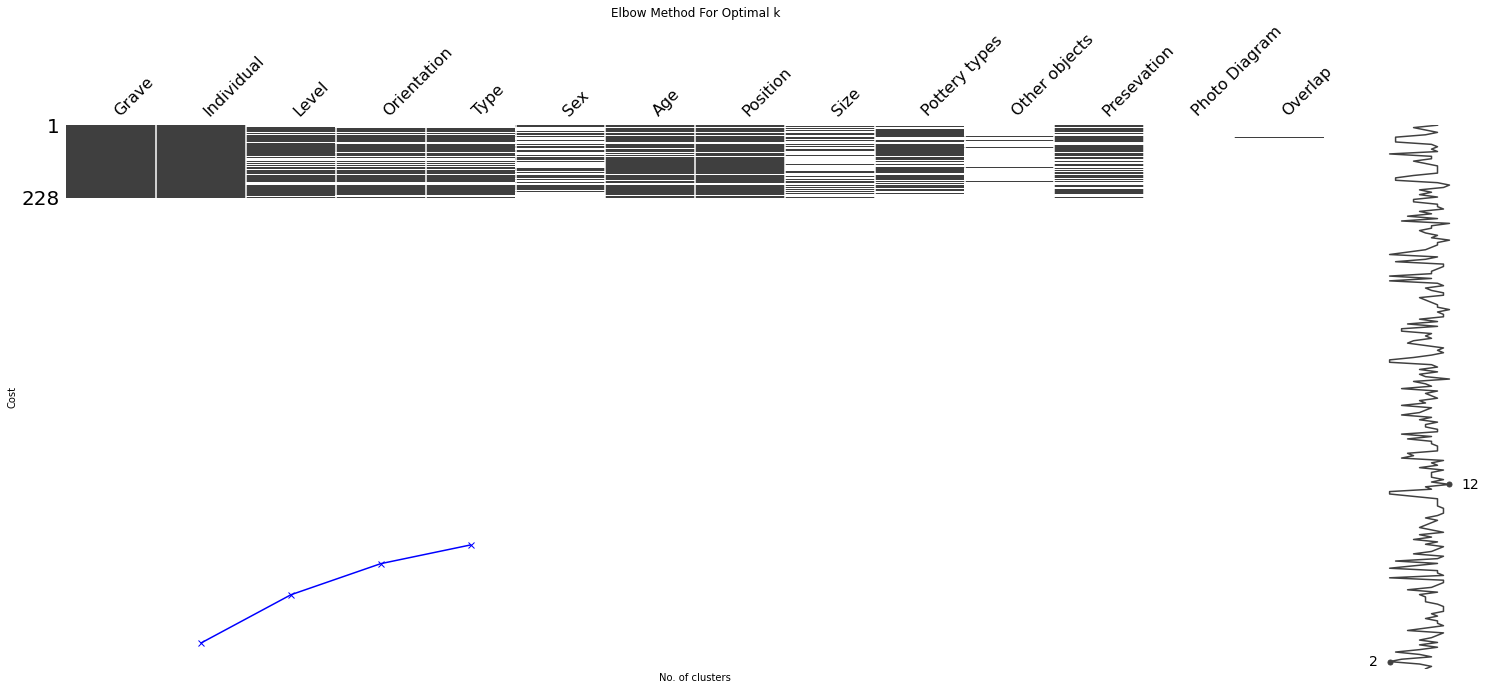 Elbow Method For Optimal k
Grave
Individual
Level
Orientation
Type
Sex
Age
Position
Size
Pottery types
Other objects
Presevation
Photo Diagram
Overlap
1
228
Cost
12
2
No. of clusters